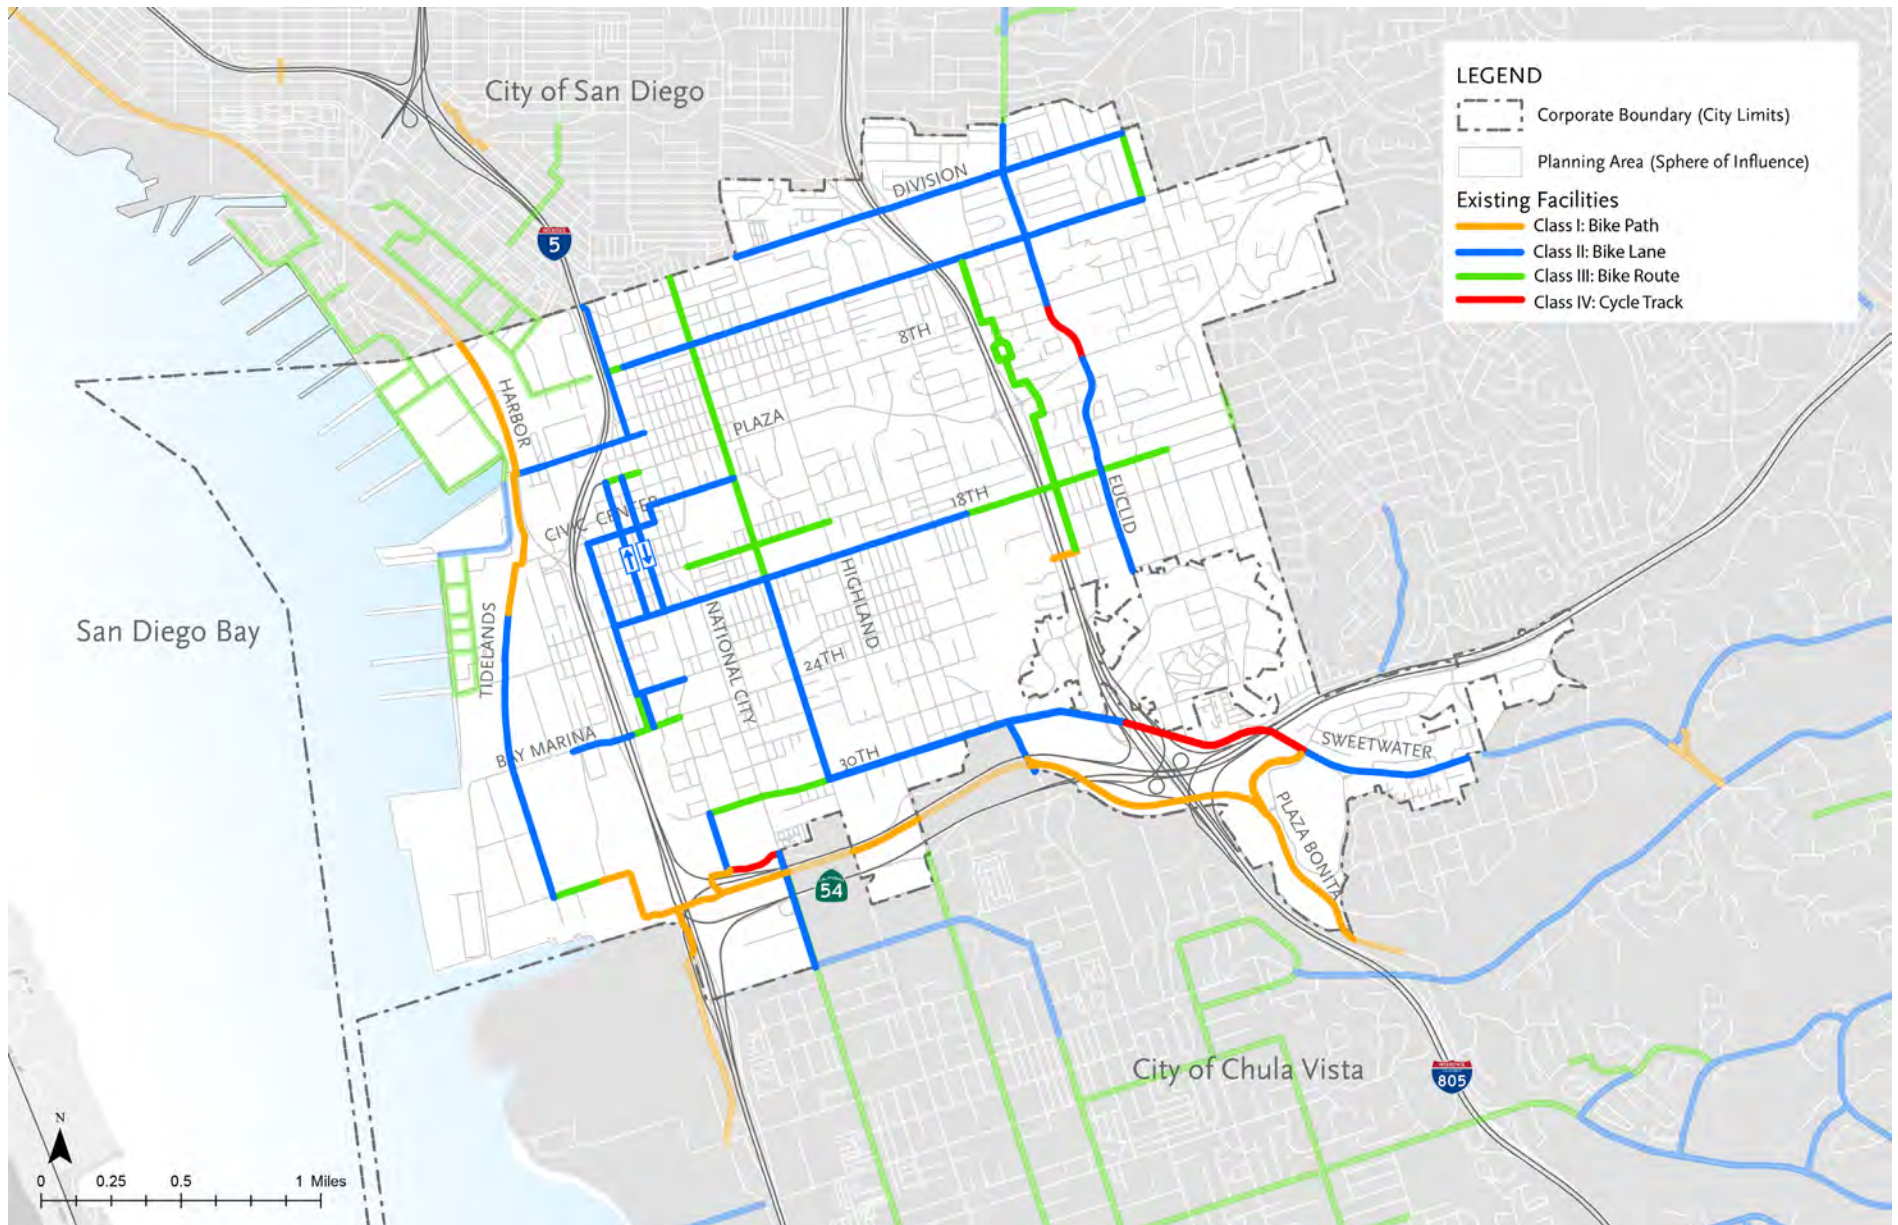 City of San Diego
LEGEND
Corporate Boundary (City Limits)
Planning Area (Sphere of Influence)
Existing Facilities
Class I: Bike Path
Class II: Bike Lane
Class III: Bike Route
Class IV: Cycle Track
DIVISION
5
8TH
HARBOR
PLAZA
18TH
EUCLID
CIVIC CENTER
HIGHLAND
San Diego Bay
TIDELANDS
NATIONAL CITY
24TH
BAY MARINA
30TH
SWEETWATER
PLAZA BONITA
54
City of Chula Vista
805
N
0 0.25 0.5 1 Miles